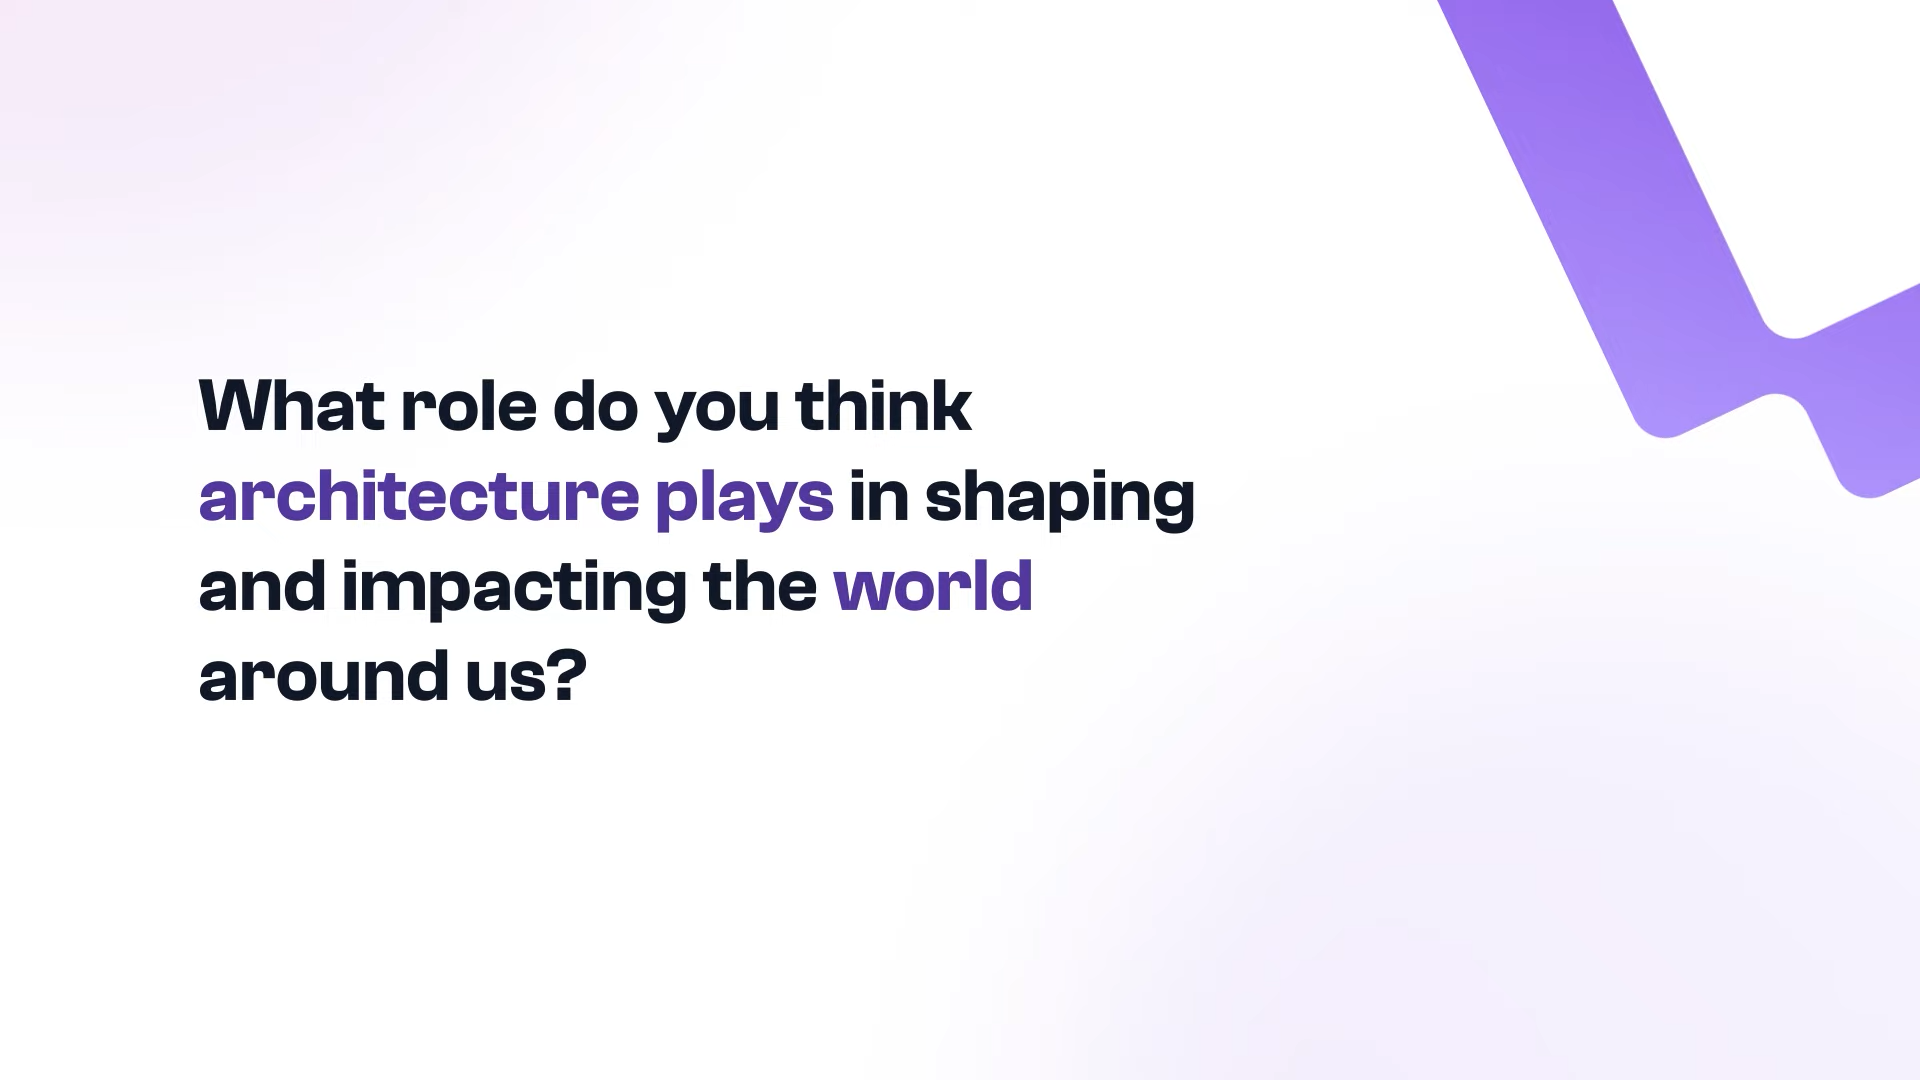 What role do you think
architecture plays in shaping
and impacting the world
around us?